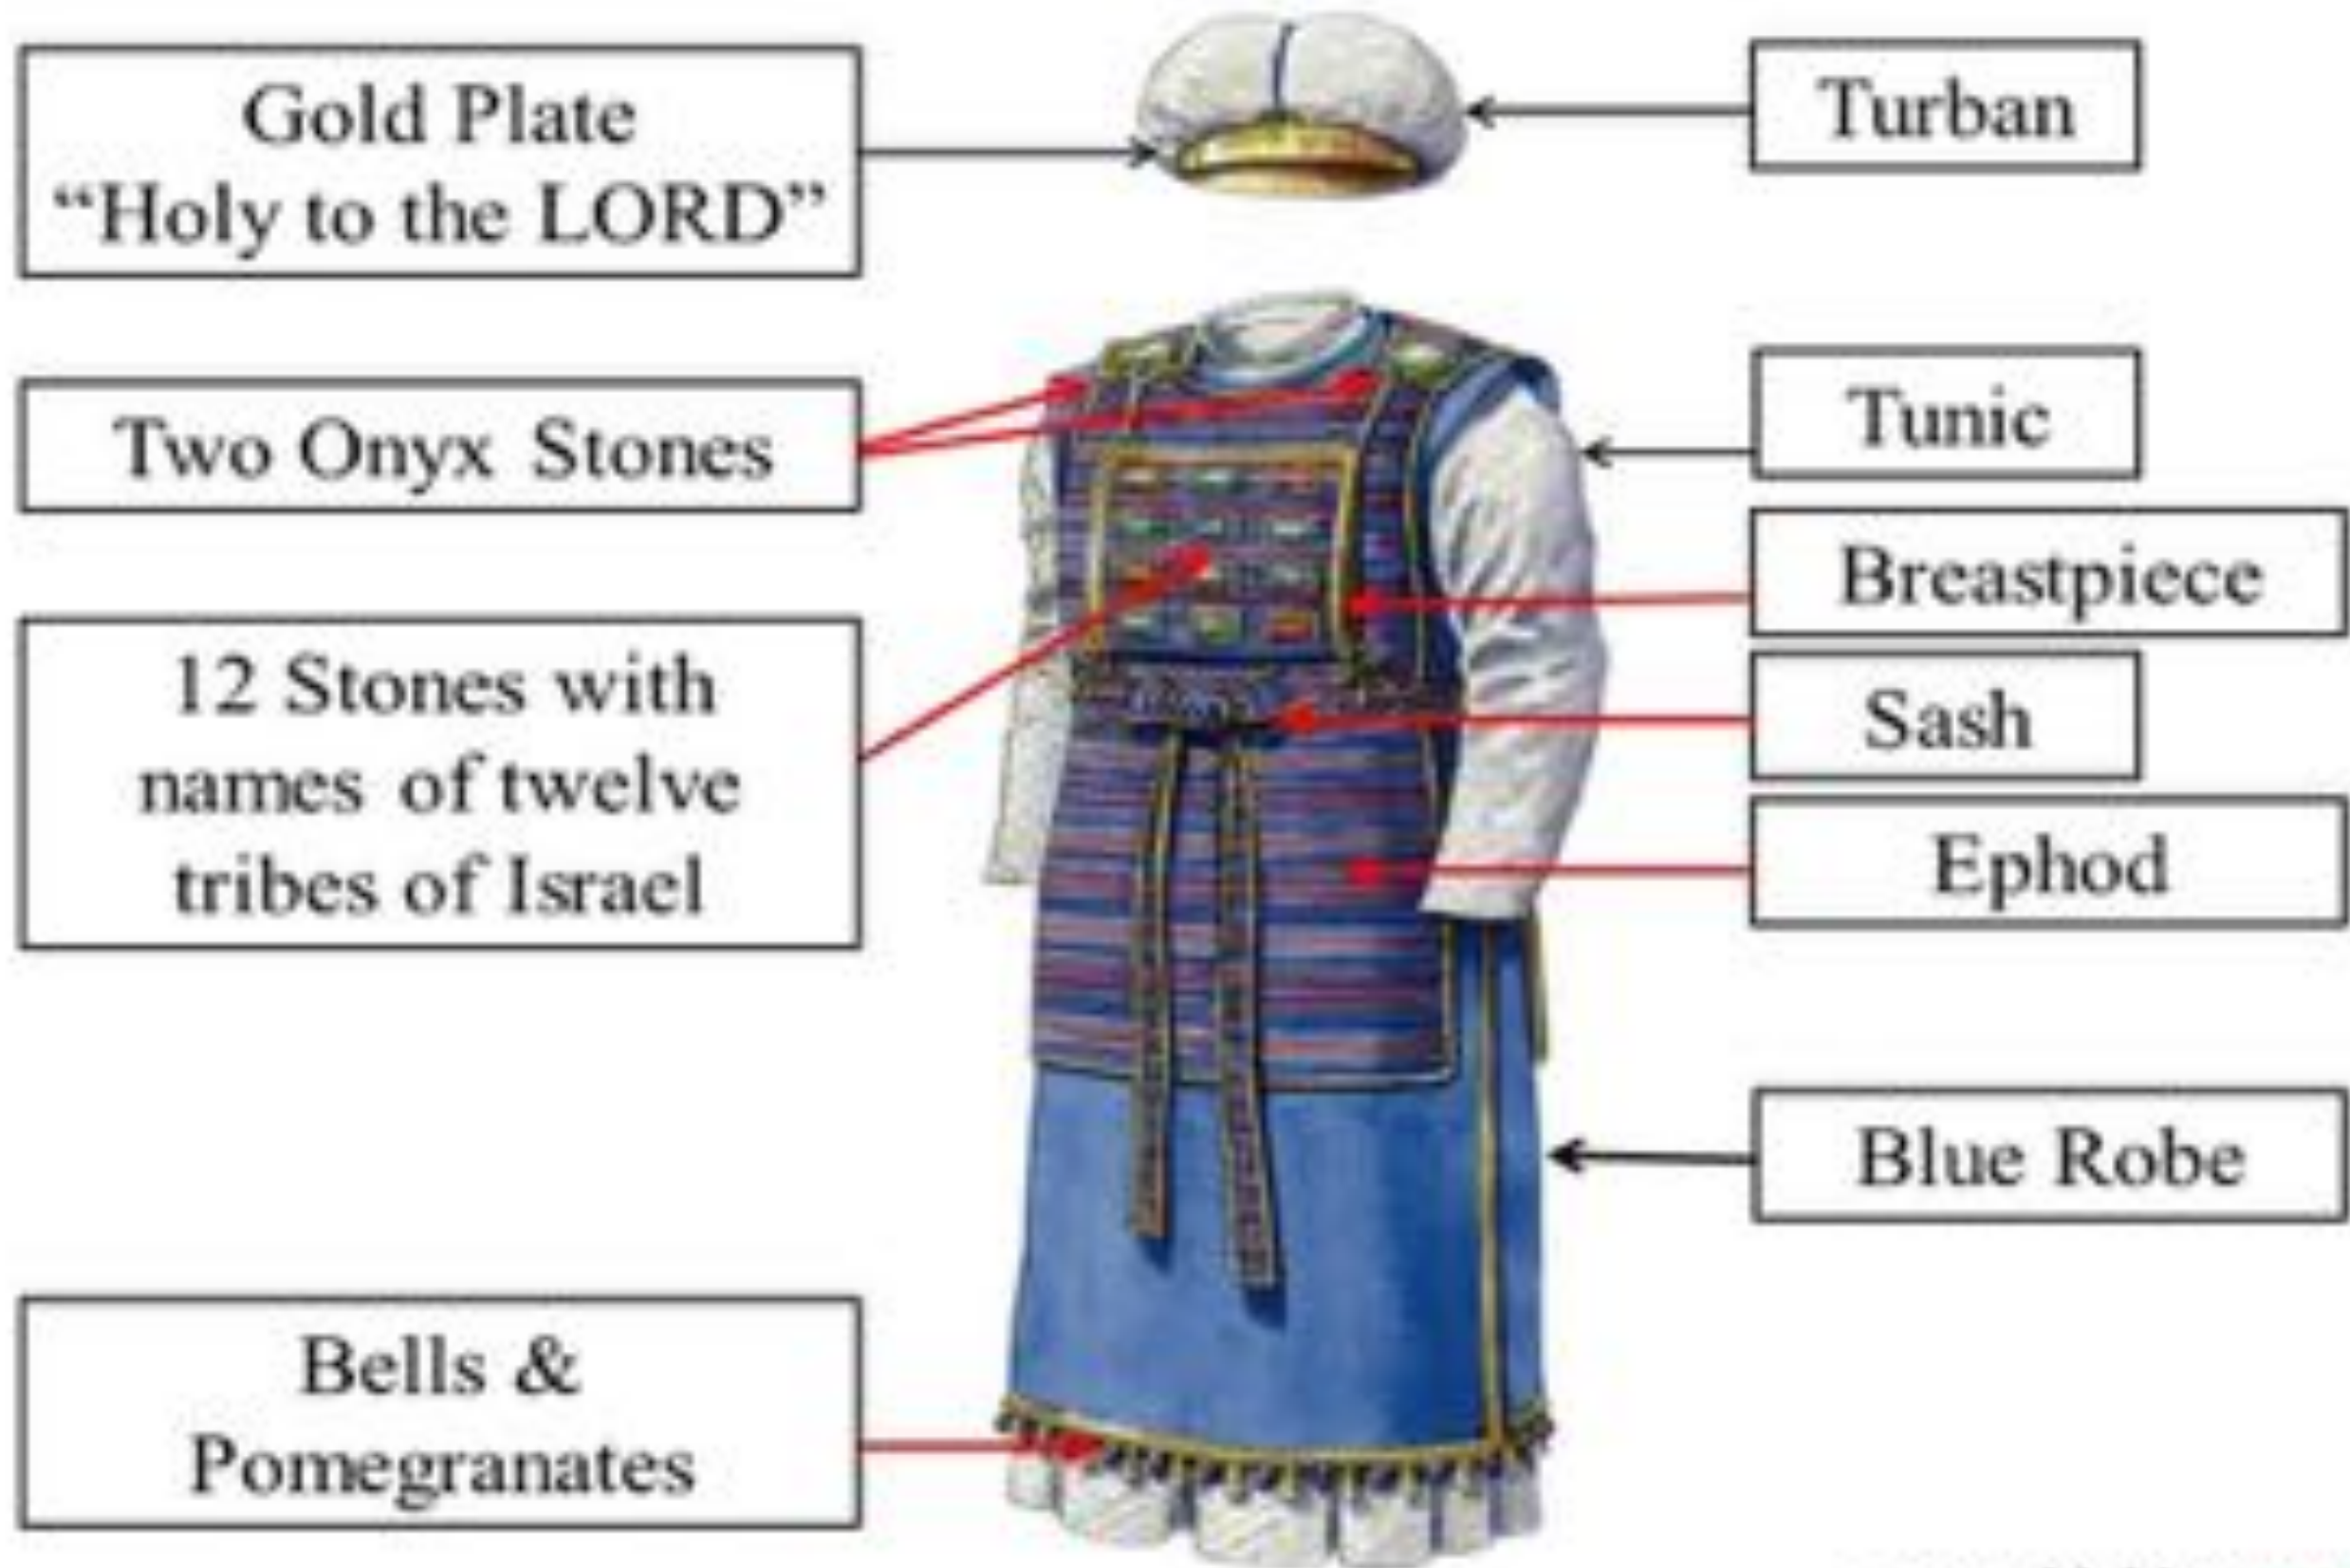 Gold Plate
“Holy to the LORD”
Turban
Two Onyx Stones
Tunic
Breastpiece
12 Stones with
names of twelve
tribes of Israel
Sash
Ephod
Blue Robe
Bells &
Pomegranates